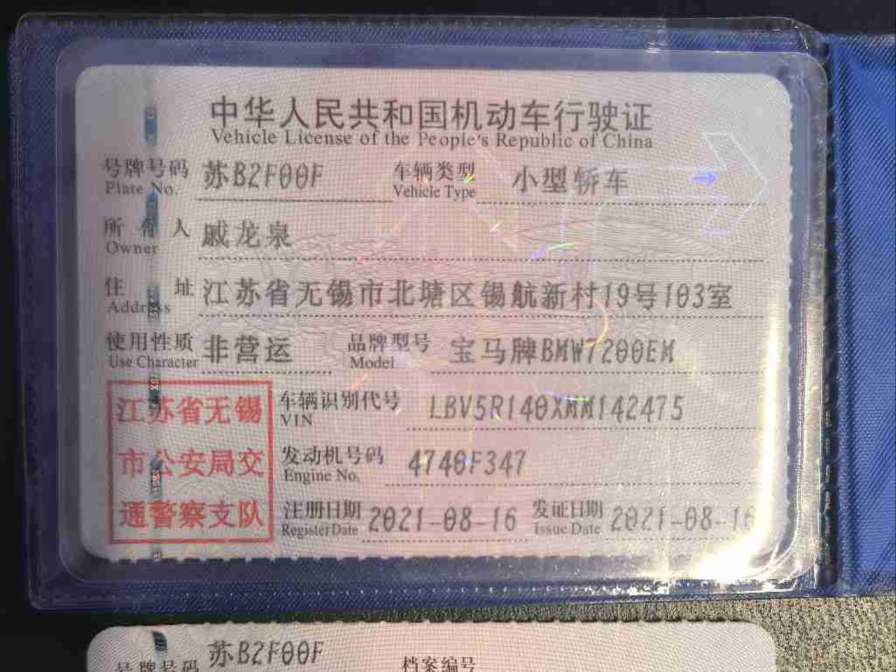 中华人民共和国机动车行驶证
Vehicle License of the People's Republic of China
号牌号码 苏B2F00F 车辆类型 小型轿车
Plate No. Vehicle Type
所有人 戚龙泉
Owner
住址 江苏省无锡市北塘区锡航新村19号103室
Address
使用性质 非营运 品牌型号 宝马牌BMW7200EM
Use Character Model
江苏省无锡 车辆识别代号 LBV5R140XMM142475
VIN
市公安局交 发动机号码 4740F347
Engine No.
通警察支队 注册日期 2021-08-16 发证日期 2021-08-16
Register Date Issue Date
号牌号码 苏B2F00F 档案编号